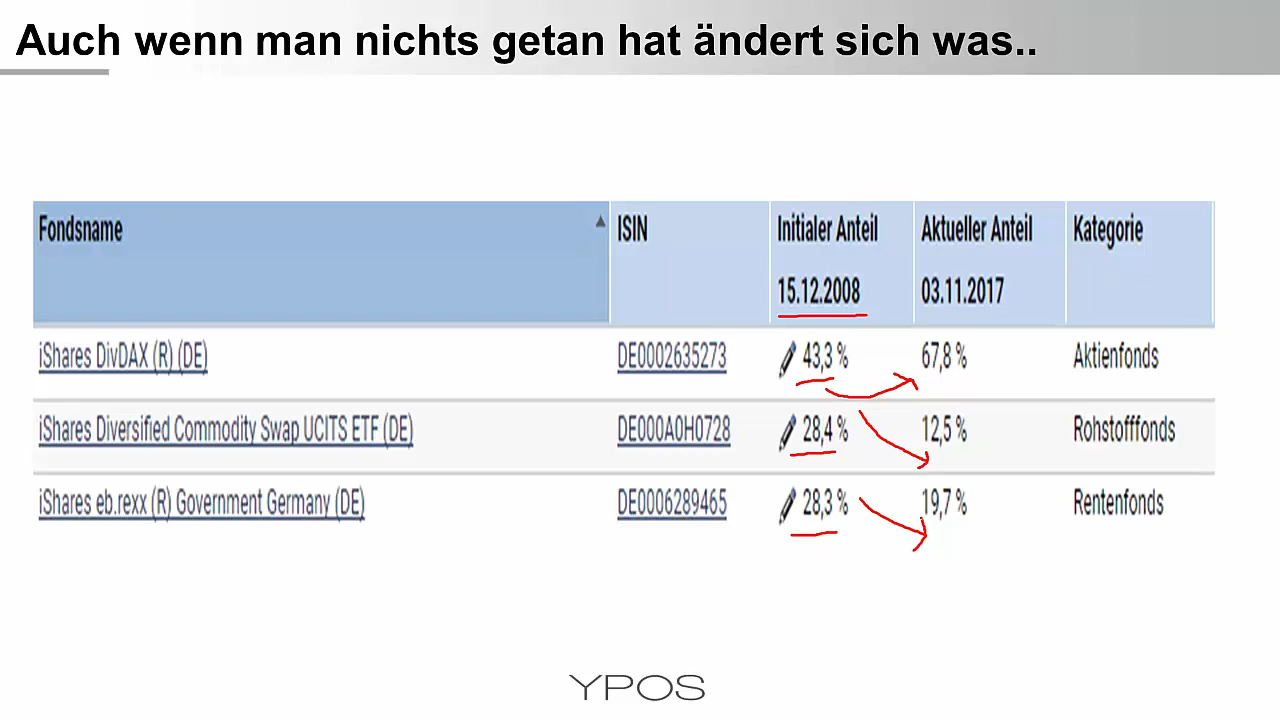 Auch wenn man nichts getan hat ändert sich was..
Fondsname ISIN Initialer Anteil Aktueller Anteil Kategorie
15.12.2008 03.11.2017
iShares DivDAX (R) (DE) DE0002635273 43,3 % 67,8 % Aktienfonds
iShares Diversified Commodity Swap UCITS ETF (DE) DE000A0H0728 28,4 % 12,5 % Rohstofffonds
iShares eb.rexx (R) Government Germany (DE) DE0006289465 28,3 % 19,7 % Rentenfonds
YPOS